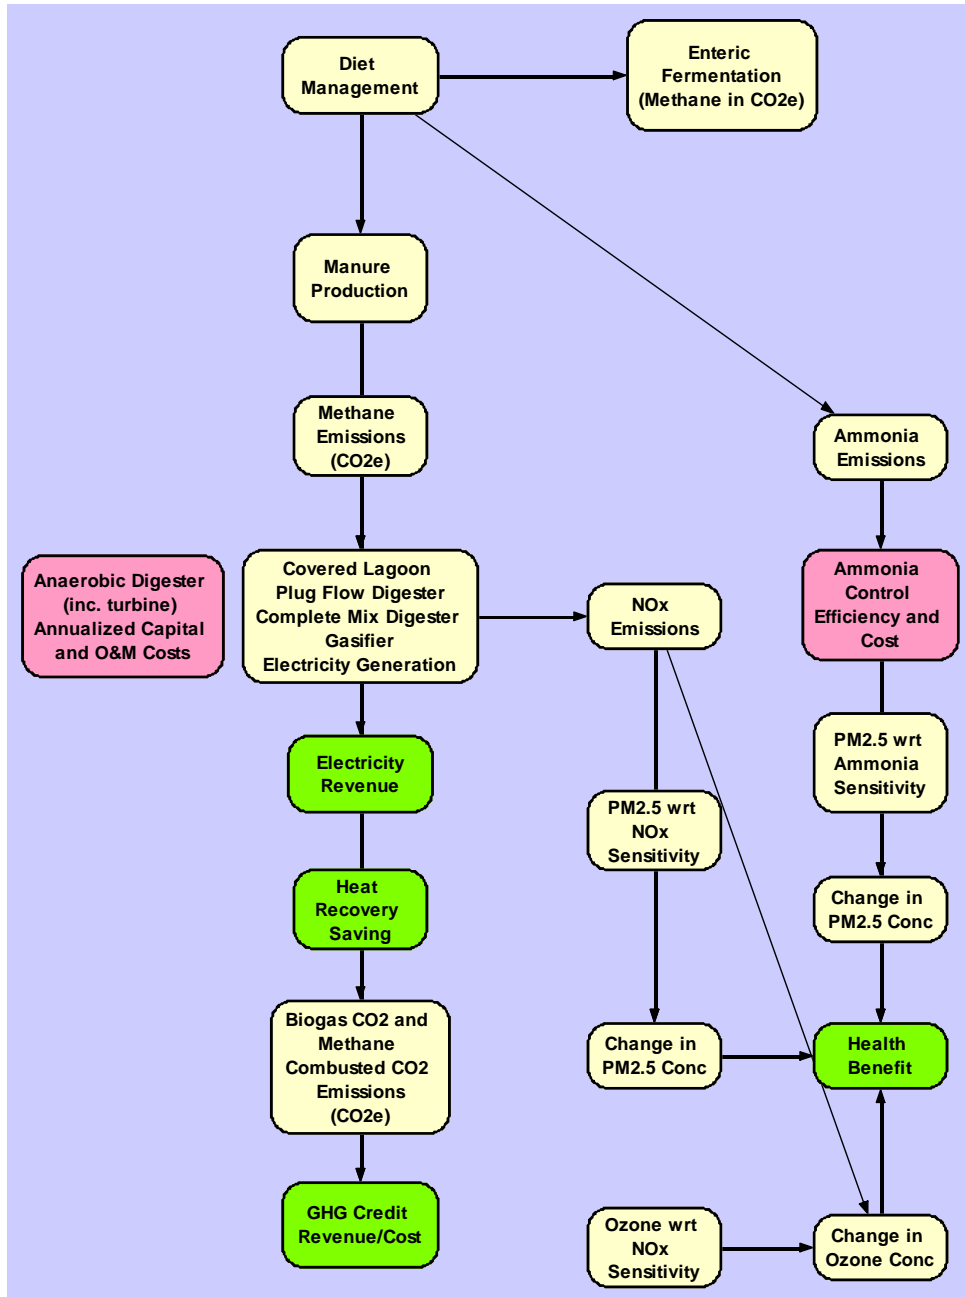 Diet
Management
Enteric
Fermentation
(Methane in CO2e)
Manure
Production
Methane
Emissions
(CO2e)
Ammonia
Emissions
Anaerobic Digester
(inc. turbine)
Annualized Capital
and O&M Costs
Covered Lagoon
Plug Flow Digester
Complete Mix Digester
Gasifier
Electricity Generation
NOx
Emissions
Ammonia
Control
Efficiency and
Cost
Electricity
Revenue
PM2.5 wrt
NOx
Sensitivity
PM2.5 wrt
Ammonia
Sensitivity
Heat
Recovery
Saving
Change in
PM2.5 Conc
Biogas CO2 and
Methane
Combusted CO2
Emissions
(CO2e)
Change in
PM2.5 Conc
Health
Benefit
GHG Credit
Revenue/Cost
Ozone wrt
NOx
Sensitivity
Change in
Ozone Conc